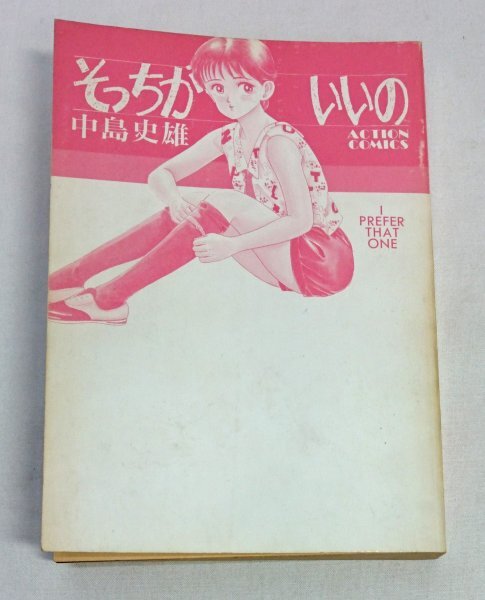 そっちが いいの
中島史雄
ACTION
COMICS
I
PREFER
THAT
ONE